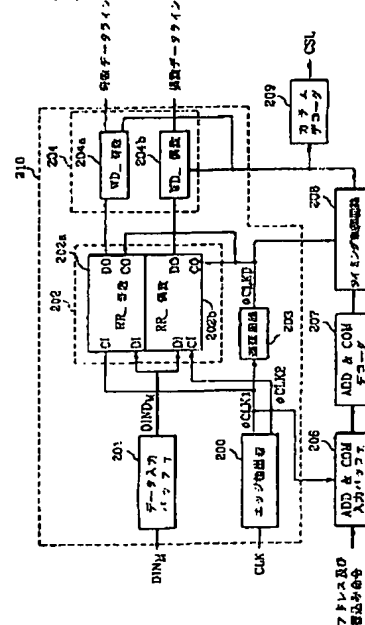 210
204
204a
WD_奇数
奇数データライン
204b
WD_偶数
偶数データライン
202
202a
RR_奇数
CI
DI
DO
CO
RR_偶数
DI
CI
DO
CO
202b
DINDW
201
データ入力
バッファ
DINW
200
エッジ検出器
CLK
φCLK1
φCLK2
203
遅延回路
φCLKD
206
ADD & COM
入力バッファ
アドレス及び
書込み命令
207
ADD & COM
デコーダ
208
タイミング制御回路
209
カラム
デコーダ
CSL